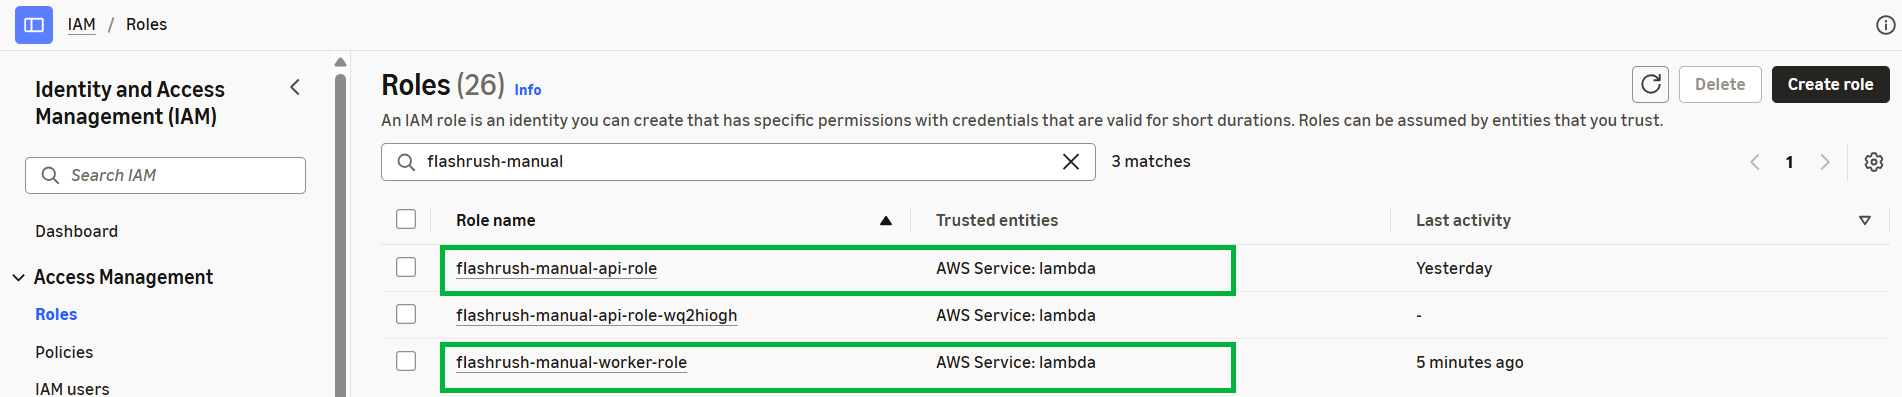 IAM / Roles
Identity and Access
Management (IAM)
Search IAM
Dashboard
Access Management
Roles
Policies
IAM users
Roles (26) Info
Delete
Create role
An IAM role is an identity you can create that has specific permissions with credentials that are valid for short durations. Roles can be assumed by entities that you trust.
flashrush-manual
3 matches
1
Role name Trusted entities Last activity
flashrush-manual-api-role AWS Service: lambda Yesterday
flashrush-manual-api-role-wq2hiogh AWS Service: lambda -
flashrush-manual-worker-role AWS Service: lambda 5 minutes ago